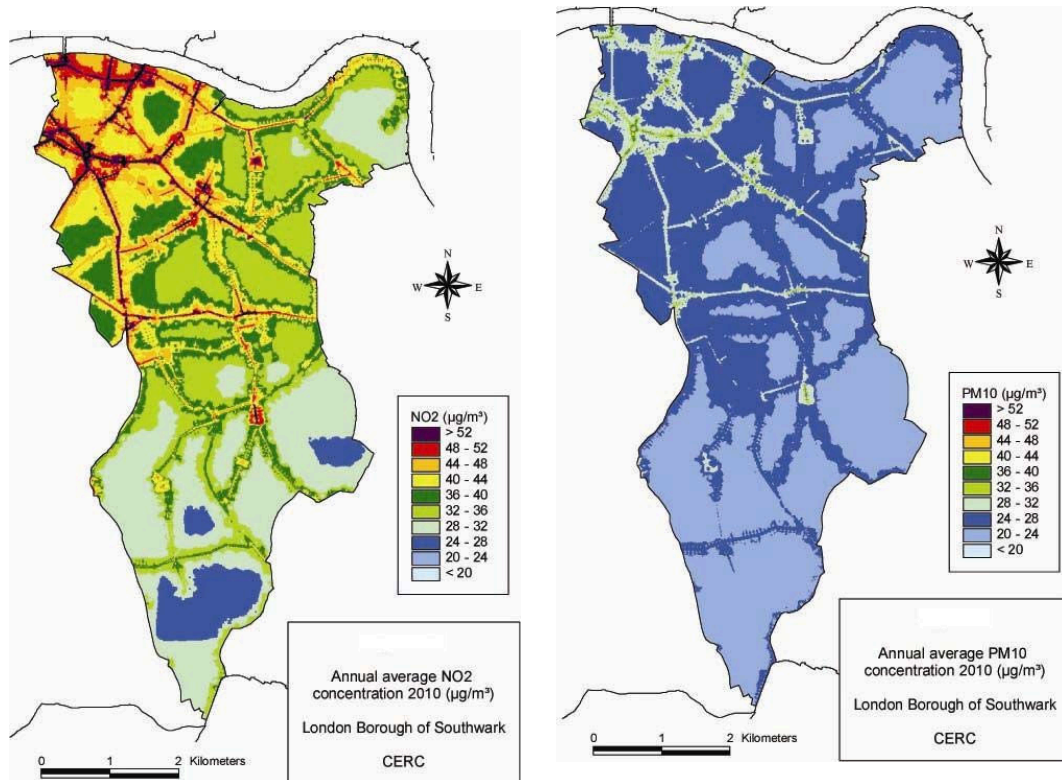 N
W E
S
NO2 (µg/m³)
> 52
48 - 52
44 - 48
40 - 44
36 - 40
32 - 36
28 - 32
24 - 28
20 - 24
< 20
Annual average NO2
concentration 2010 (µg/m³)
London Borough of Southwark
CERC
0 1 2 Kilometers
N
W E
S
PM10 (µg/m³)
> 52
48 - 52
44 - 48
40 - 44
36 - 40
32 - 36
28 - 32
24 - 28
20 - 24
< 20
Annual average PM10
concentration 2010 (µg/m³)
London Borough of Southwark
CERC
0 1 2 Kilometers